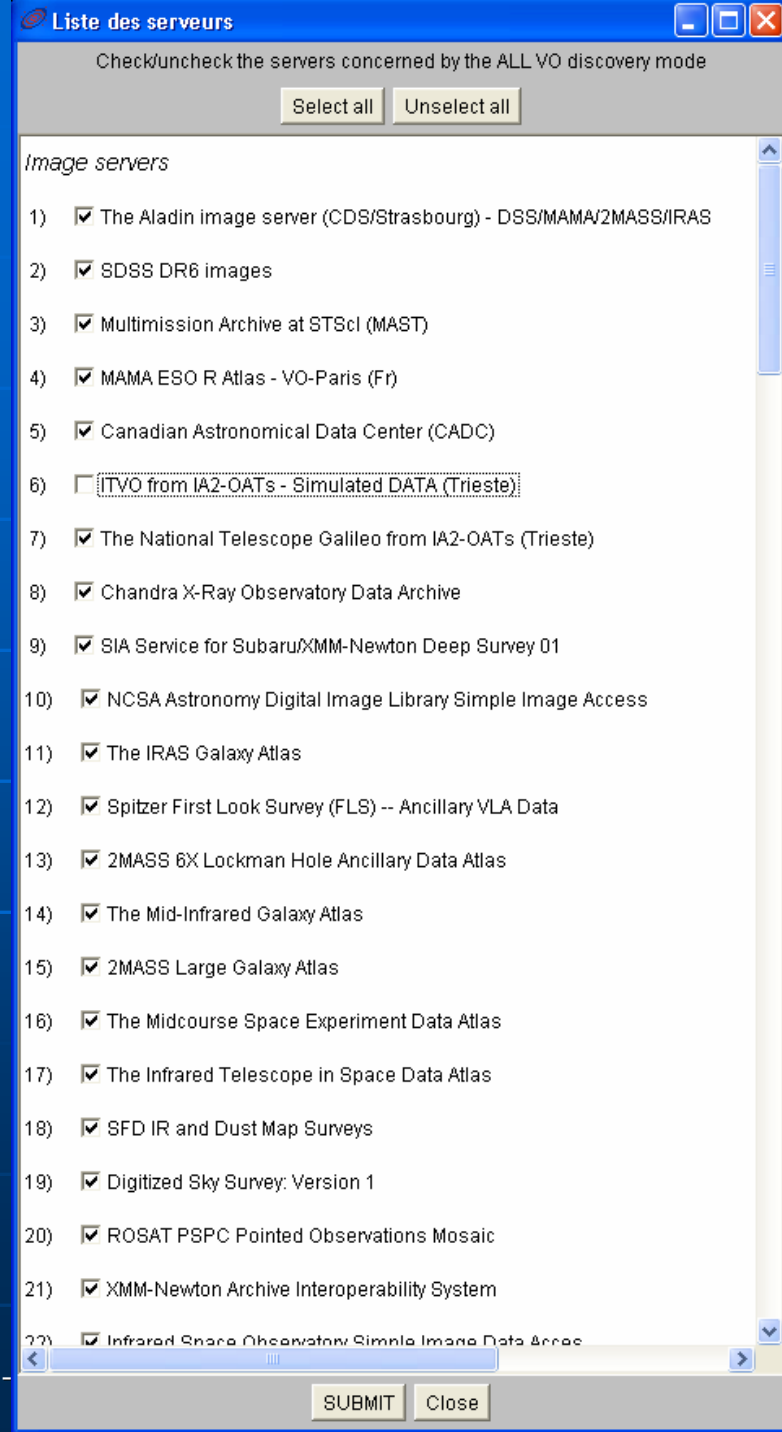 Liste des serveurs
Check/uncheck the servers concerned by the ALL VO discovery mode
Select all Unselect all
Image servers
1) The Aladin image server (CDS/Strasbourg) - DSS/MAMA/2MASS/IRAS
2) SDSS DR6 images
3) Multimission Archive at STScI (MAST)
4) MAMA ESO R Atlas - VO-Paris (Fr)
5) Canadian Astronomical Data Center (CADC)
6) ITVO from IA2-OATs - Simulated DATA (Trieste)
7) The National Telescope Galileo from IA2-OATs (Trieste)
8) Chandra X-Ray Observatory Data Archive
9) SIA Service for Subaru/XMM-Newton Deep Survey 01
10) NCSA Astronomy Digital Image Library Simple Image Access
11) The IRAS Galaxy Atlas
12) Spitzer First Look Survey (FLS) -- Ancillary VLA Data
13) 2MASS 6X Lockman Hole Ancillary Data Atlas
14) The Mid-Infrared Galaxy Atlas
15) 2MASS Large Galaxy Atlas
16) The Midcourse Space Experiment Data Atlas
17) The Infrared Telescope in Space Data Atlas
18) SFD IR and Dust Map Surveys
19) Digitized Sky Survey: Version 1
20) ROSAT PSPC Pointed Observations Mosaic
21) XMM-Newton Archive Interoperability System
22) Infrared Space Observatory Simple Image Data Acces
SUBMIT Close